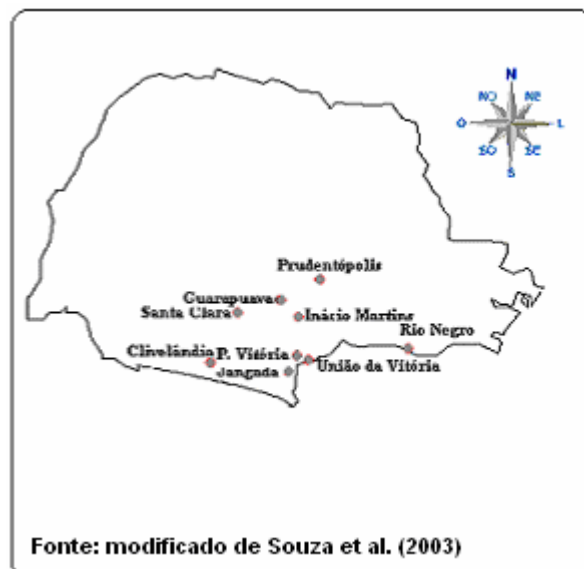 N
NO NE
O L
SO SE
S
Prudentópolis
Guarapuava
Santa Clara Inácio Martins
Rio Negro
Clivelândia P. Vitória
União da Vitória
Jangada
Fonte: modificado de Souza et al. (2003)